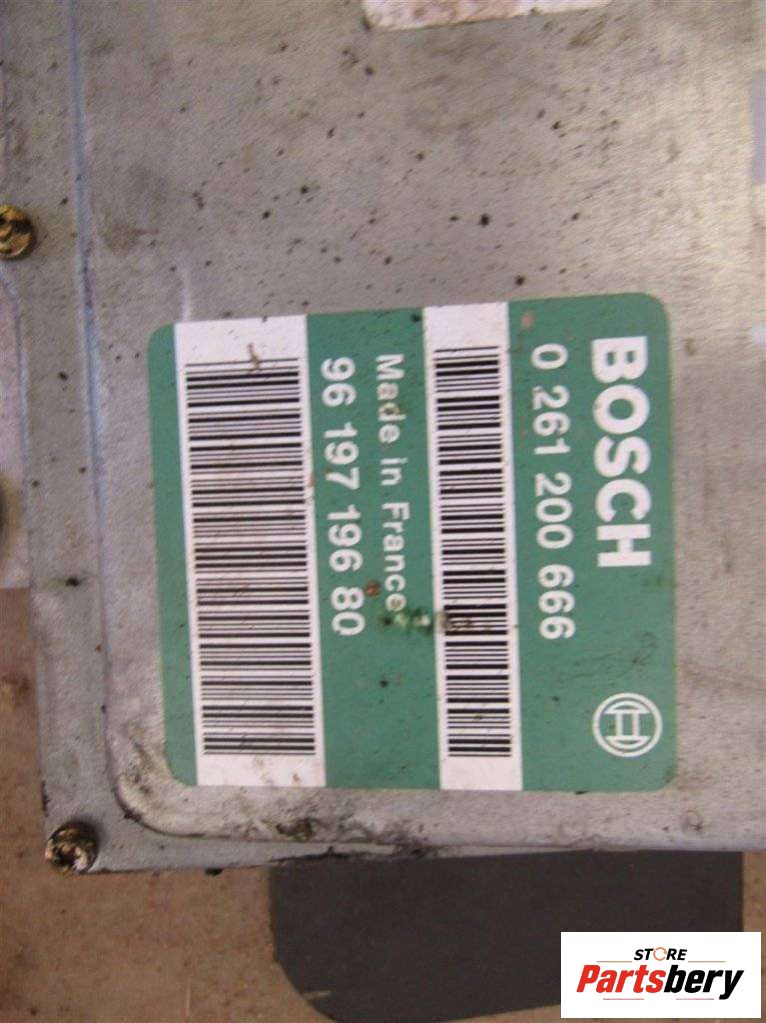 BOSCH
0 261 200 666
Made in France
96 197 196 80
STORE
Partsbery